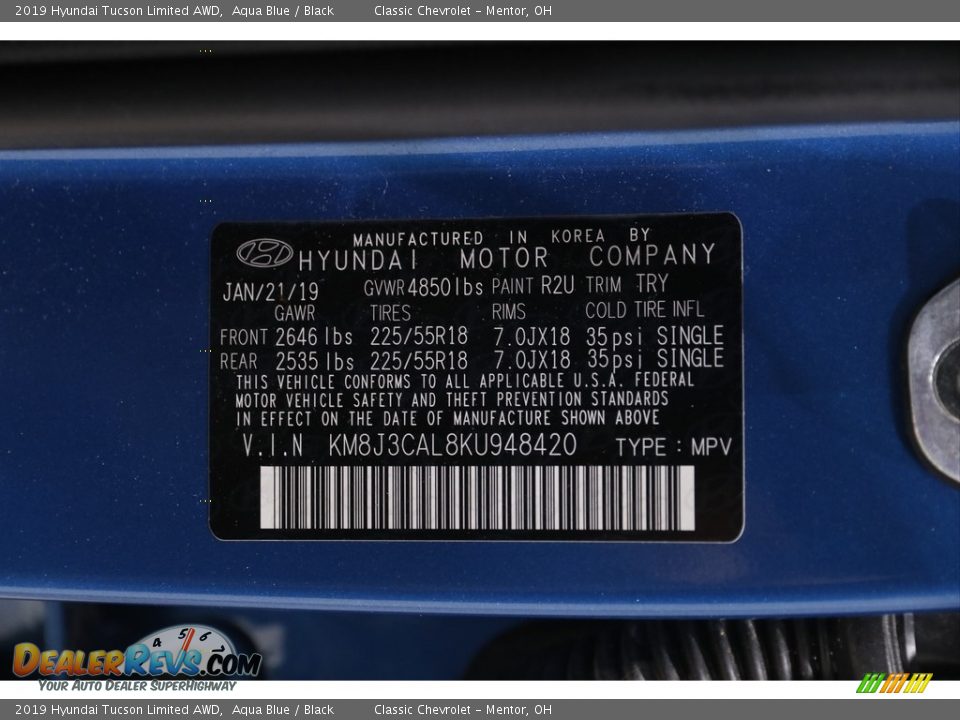 2019 Hyundai Tucson Limited AWD, Aqua Blue / Black Classic Chevrolet – Mentor, OH
MANUFACTURED IN KOREA BY
HYUNDAI MOTOR COMPANY
JAN/21/19 GVWR 4850lbs PAINT R2U TRIM TRY
GAWR TIRES RIMS COLD TIRE INFL
FRONT 2646 lbs 225/55R18 7.0JX18 35psi SINGLE
REAR 2535 lbs 225/55R18 7.0JX18 35psi SINGLE
THIS VEHICLE CONFORMS TO ALL APPLICABLE U.S.A. FEDERAL
MOTOR VEHICLE SAFETY AND THEFT PREVENTION STANDARDS
IN EFFECT ON THE DATE OF MANUFACTURE SHOWN ABOVE
V.I.N KM8J3CAL8KU948420 TYPE : MPV
4 5 6 7
DEALERREVS.COM
YOUR AUTO DEALER SUPERHIGHWAY
2019 Hyundai Tucson Limited AWD, Aqua Blue / Black Classic Chevrolet – Mentor, OH